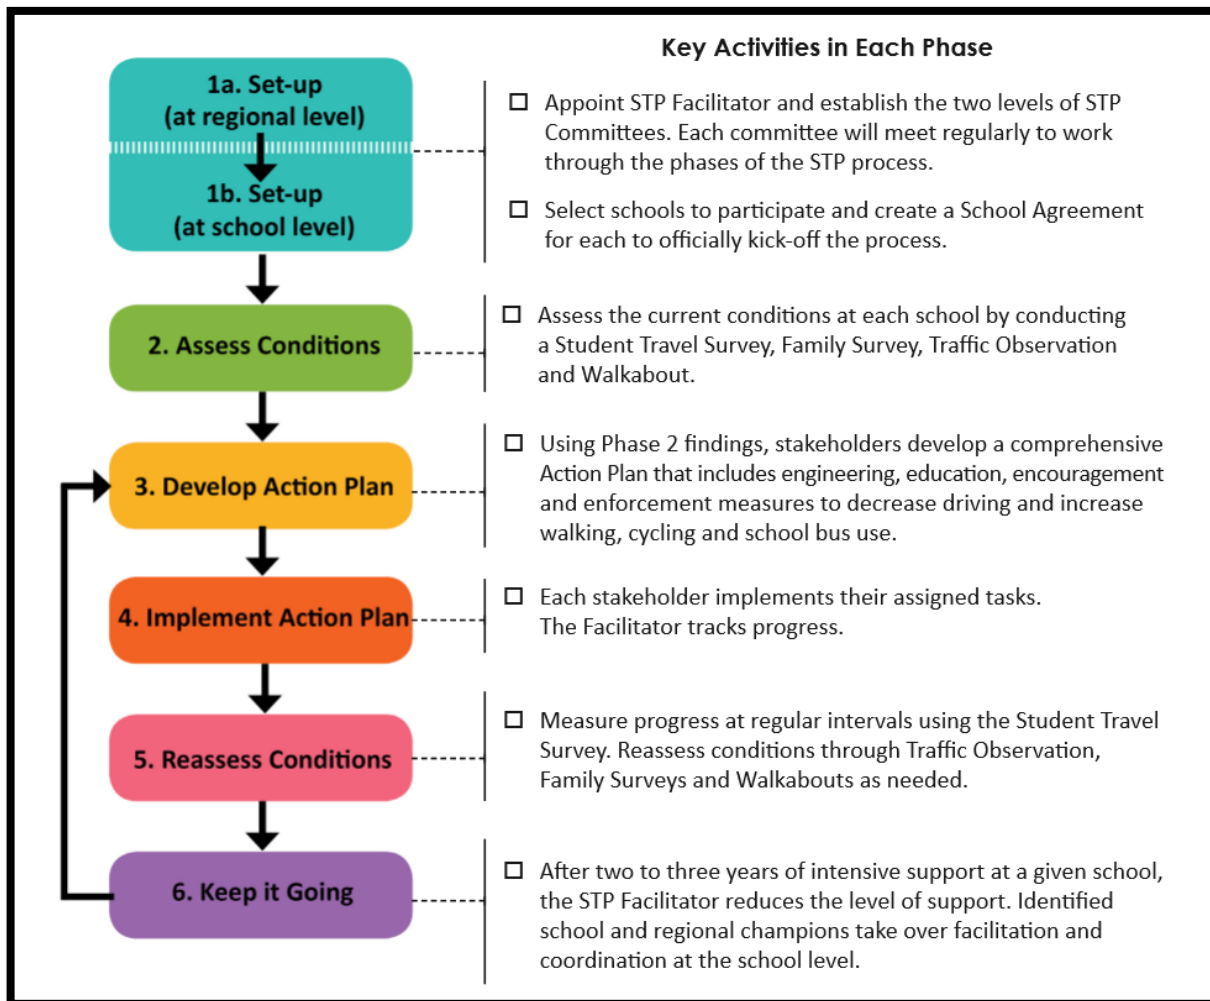 Key Activities in Each Phase
1a. Set-up
(at regional level)
1b. Set-up
(at school level)
☐ Appoint STP Facilitator and establish the two levels of STP
Committees. Each committee will meet regularly to work
through the phases of the STP process.
☐ Select schools to participate and create a School Agreement
for each to officially kick-off the process.
2. Assess Conditions
☐ Assess the current conditions at each school by conducting
a Student Travel Survey, Family Survey, Traffic Observation
and Walkabout.
3. Develop Action Plan
☐ Using Phase 2 findings, stakeholders develop a comprehensive
Action Plan that includes engineering, education, encouragement
and enforcement measures to decrease driving and increase
walking, cycling and school bus use.
4. Implement Action Plan
☐ Each stakeholder implements their assigned tasks.
The Facilitator tracks progress.
5. Reassess Conditions
☐ Measure progress at regular intervals using the Student Travel
Survey. Reassess conditions through Traffic Observation,
Family Surveys and Walkabouts as needed.
6. Keep it Going
☐ After two to three years of intensive support at a given school,
the STP Facilitator reduces the level of support. Identified
school and regional champions take over facilitation and
coordination at the school level.